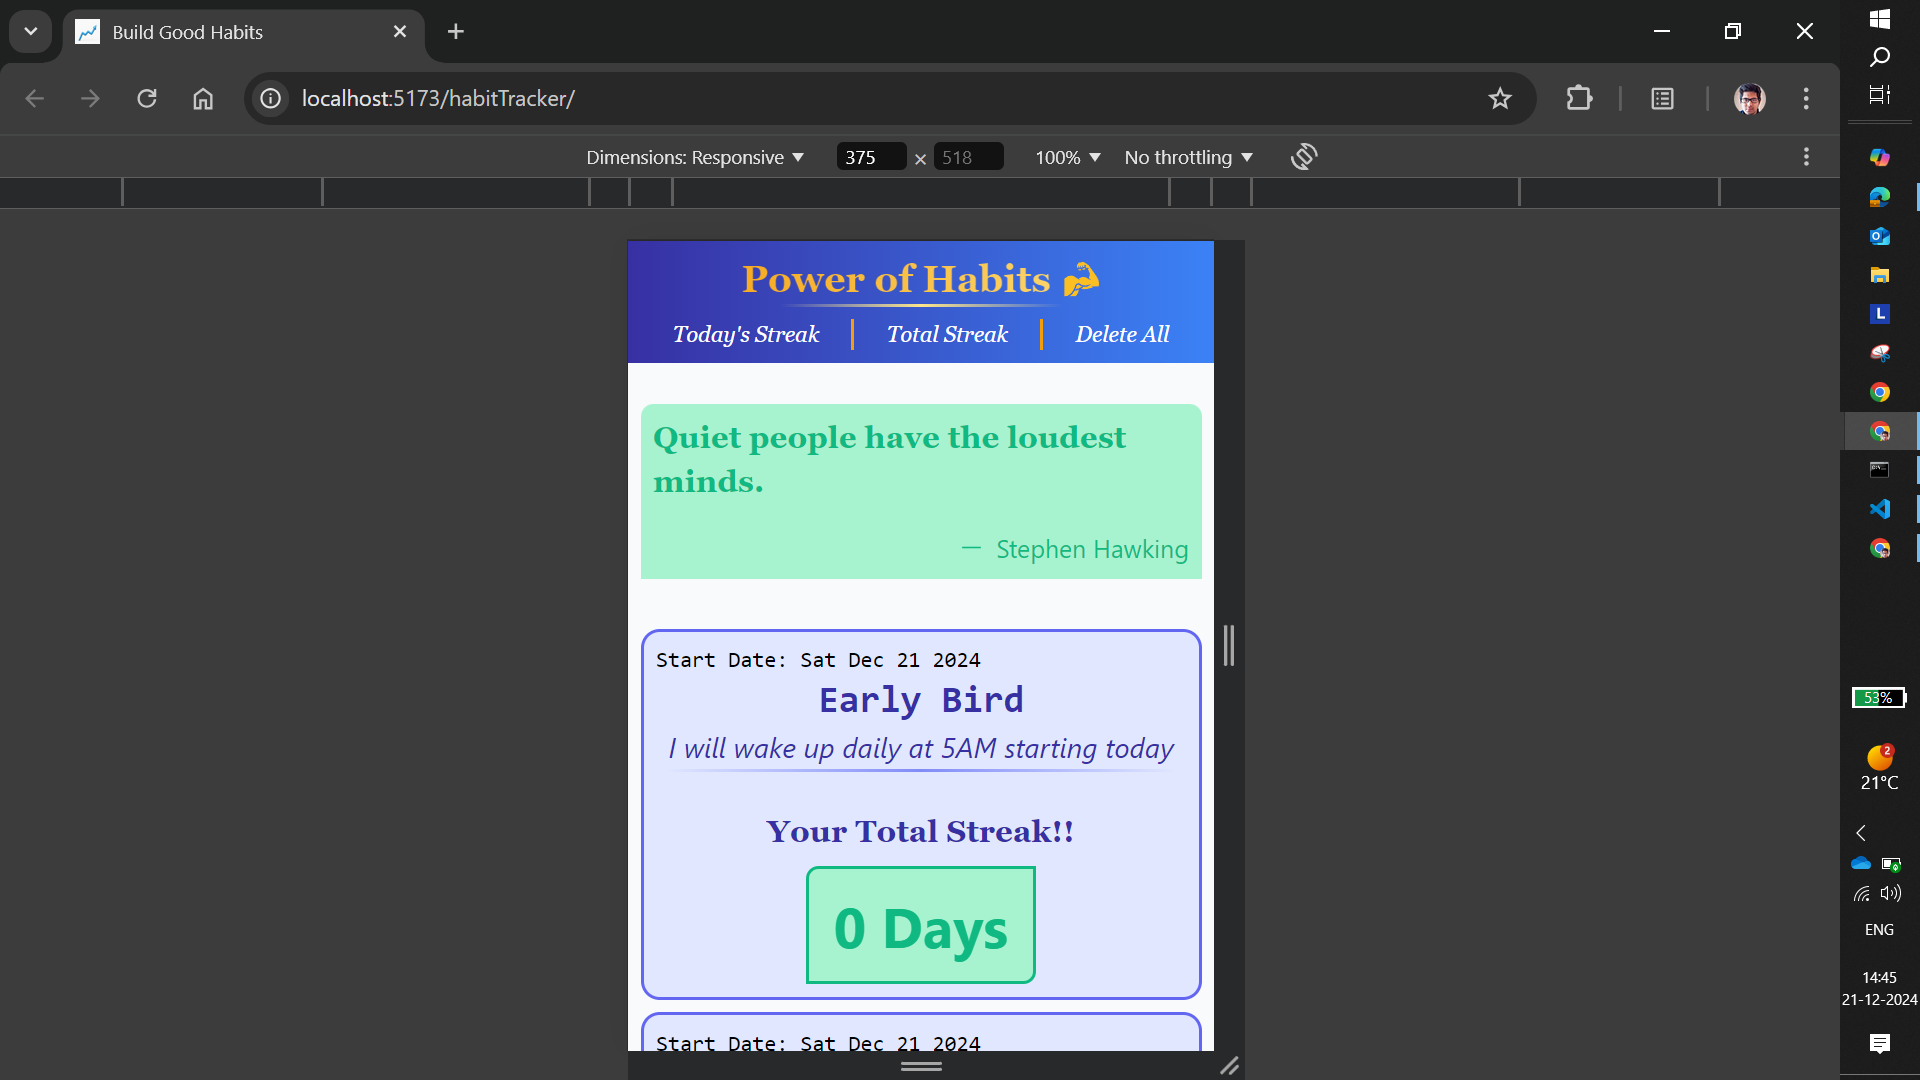 Build Good Habits
localhost:5173/habitTracker/
Dimensions: Responsive 375 × 518 100% No throttling
Power of Habits 💪
Today's Streak Total Streak Delete All
Quiet people have the loudest
minds.
— Stephen Hawking
Start Date: Sat Dec 21 2024
Early Bird
I will wake up daily at 5AM starting today
Your Total Streak!!
0 Days
Start Date: Sat Dec 21 2024
L
53%
2
21°C
ENG
14:45
21-12-2024